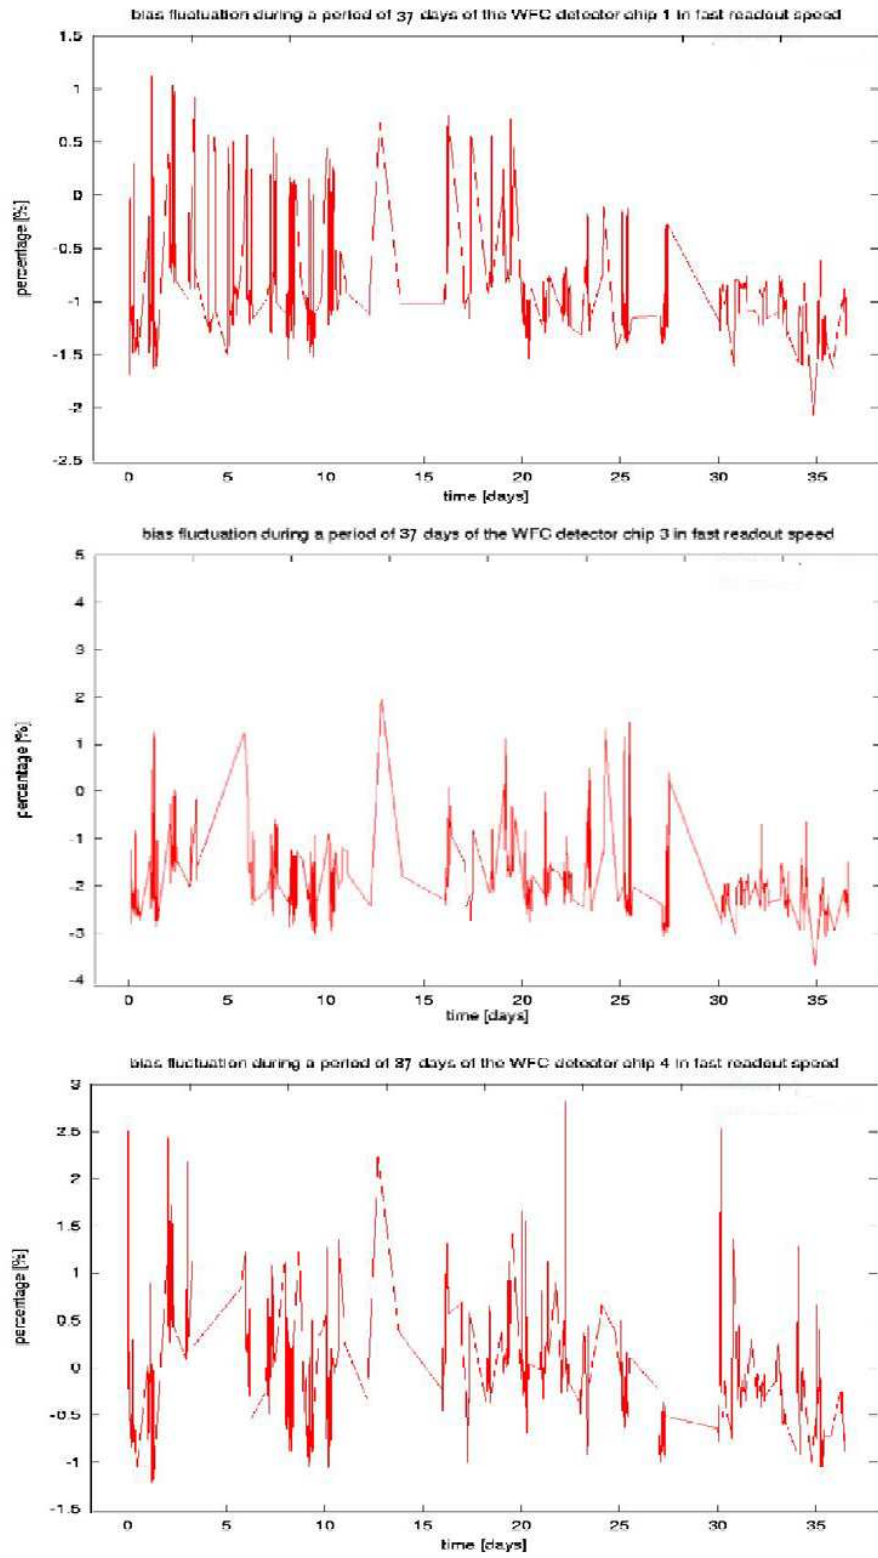 bias fluctuation during a period of 37 days of the WFC detector chip 1 in fast readout speed
1.5
1
0.5
0
-0.5
-1
-1.5
-2
-2.5
percentage [%]
0 5 10 15 20 25 30 35
time [days]
bias fluctuation during a period of 37 days of the WFC detector chip 3 in fast readout speed
5
4
3
2
1
0
-1
-2
-3
-4
percentage [%]
0 5 10 15 20 25 30 35
time [days]
bias fluctuation during a period of 37 days of the WFC detector chip 4 in fast readout speed
3
2.5
2
1.5
1
0.5
0
-0.5
-1
-1.5
percentage [%]
0 5 10 15 20 25 30 35
time [days]